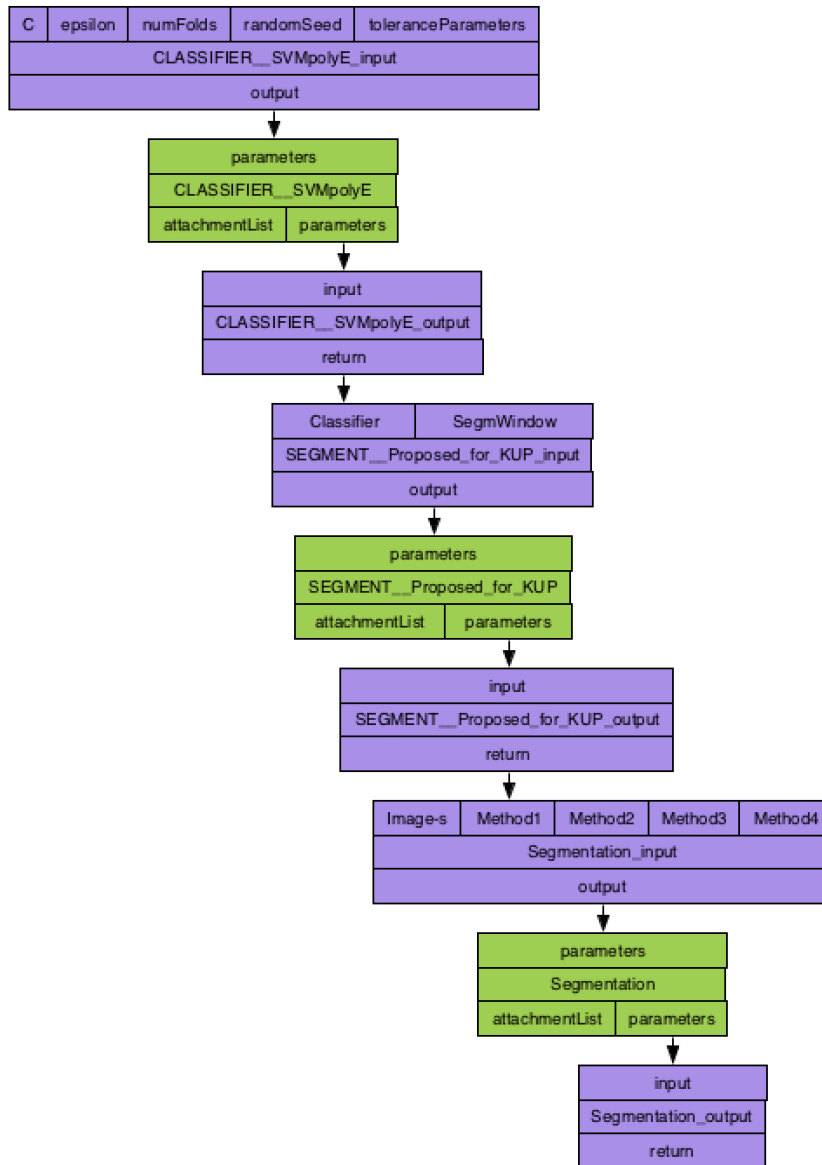 C epsilon numFolds randomSeed toleranceParameters
CLASSIFIER__SVMpolyE_input
output
parameters
CLASSIFIER__SVMpolyE
attachmentList parameters
input
CLASSIFIER__SVMpolyE_output
return
Classifier SegmWindow
SEGMENT__Proposed_for_KUP_input
output
parameters
SEGMENT__Proposed_for_KUP
attachmentList parameters
input
SEGMENT__Proposed_for_KUP_output
return
Image-s Method1 Method2 Method3 Method4
Segmentation_input
output
parameters
Segmentation
attachmentList parameters
input
Segmentation_output
return